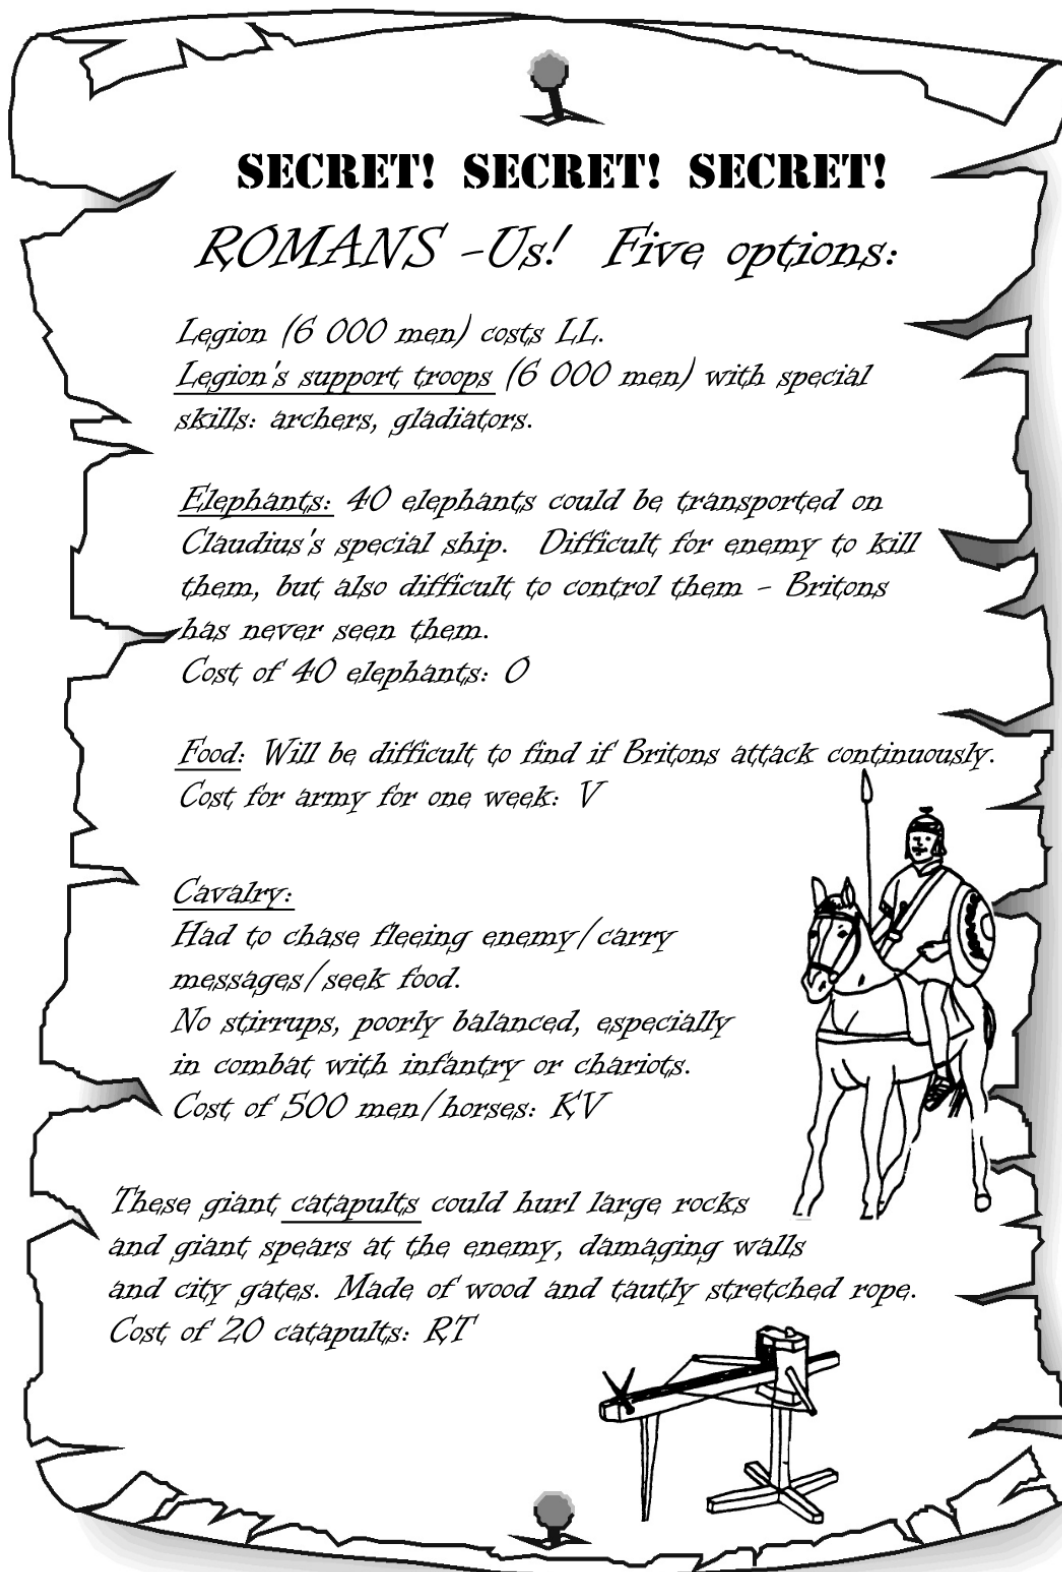 SECRET! SECRET! SECRET!
ROMANS -Us! Five options:
Legion (6 000 men) costs LL.
Legion's support troops (6 000 men) with special
skills: archers, gladiators.
Elephants: 40 elephants could be transported on
Claudius's special ship. Difficult for enemy to kill
them, but also difficult to control them - Britons
has never seen them.
Cost of 40 elephants: O
Food: Will be difficult to find if Britons attack continuously.
Cost for army for one week: V
Cavalry:
Had to chase fleeing enemy/carry
messages/seek food.
No stirrups, poorly balanced, especially
in combat with infantry or chariots.
Cost of 500 men/horses: KV
These giant catapults could hurl large rocks
and giant spears at the enemy, damaging walls
and city gates. Made of wood and tautly stretched rope.
Cost of 20 catapults: RT